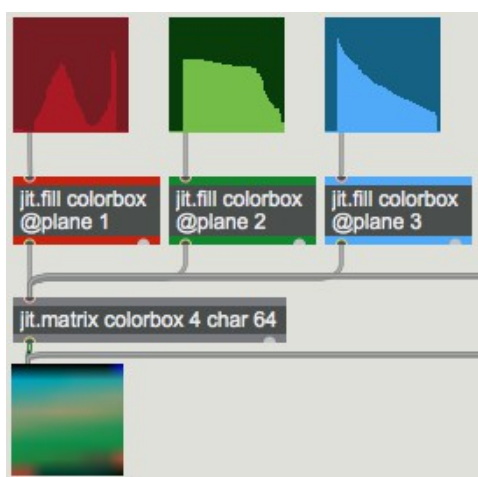 jit.fill colorbox
@plane 1
jit.fill colorbox
@plane 2
jit.fill colorbox
@plane 3
jit.matrix colorbox 4 char 64